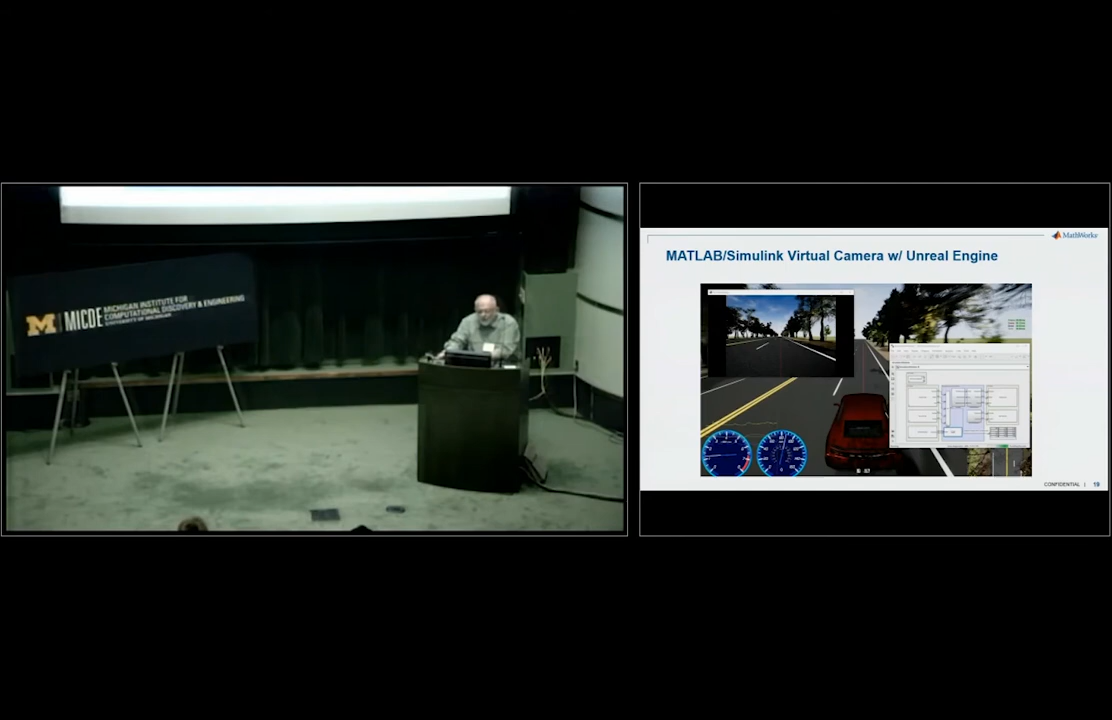 M | MICDE MICHIGAN INSTITUTE FOR
COMPUTATIONAL DISCOVERY & ENGINEERING
UNIVERSITY OF MICHIGAN
MathWorks
MATLAB/Simulink Virtual Camera w/ Unreal Engine
CONFIDENTIAL | 19